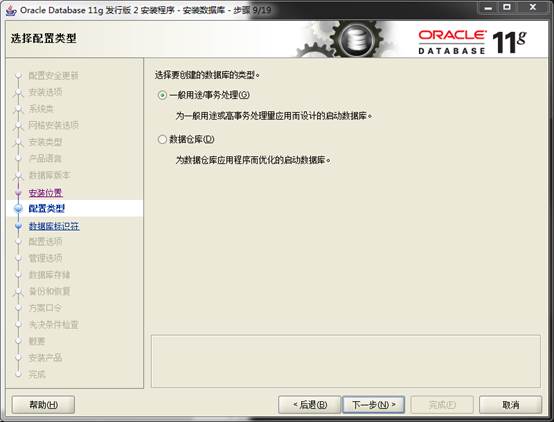 Oracle Database 11g 发行版 2 安装程序 - 安装数据库 - 步骤 9/19
选择配置类型
ORACLE
DATABASE
11g
配置安全更新
安装选项
系统类
网格安装选项
安装类型
产品语言
数据库版本
安装位置
配置类型
数据库标识符
配置选项
管理选项
数据库存储
备份和恢复
方案口令
先决条件检查
概要
安装产品
完成
选择要创建的数据库的类型。
一般用途/事务处理(G)
为一般用途或高事务处理量应用而设计的启动数据库。
数据仓库(D)
为数据仓库应用程序而优化的启动数据库。
帮助(H)
< 后退(B)
下一步(N) >
完成(F)
取消